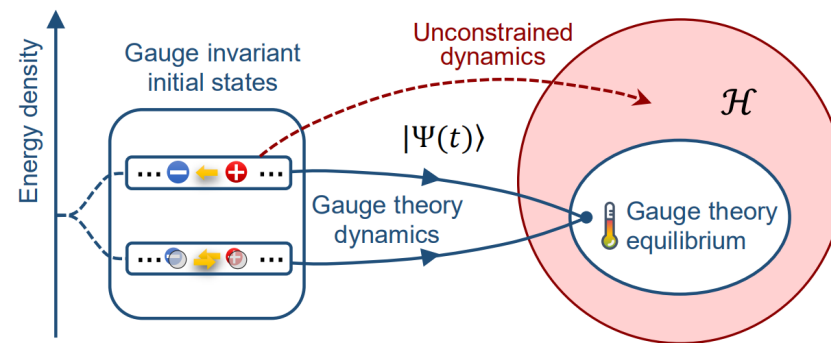 Energy density
Gauge invariant
initial states
... − + ...
... − + ...
Unconstrained
dynamics
|Ψ(t)⟩
Gauge theory
dynamics
ℋ
Gauge theory
equilibrium